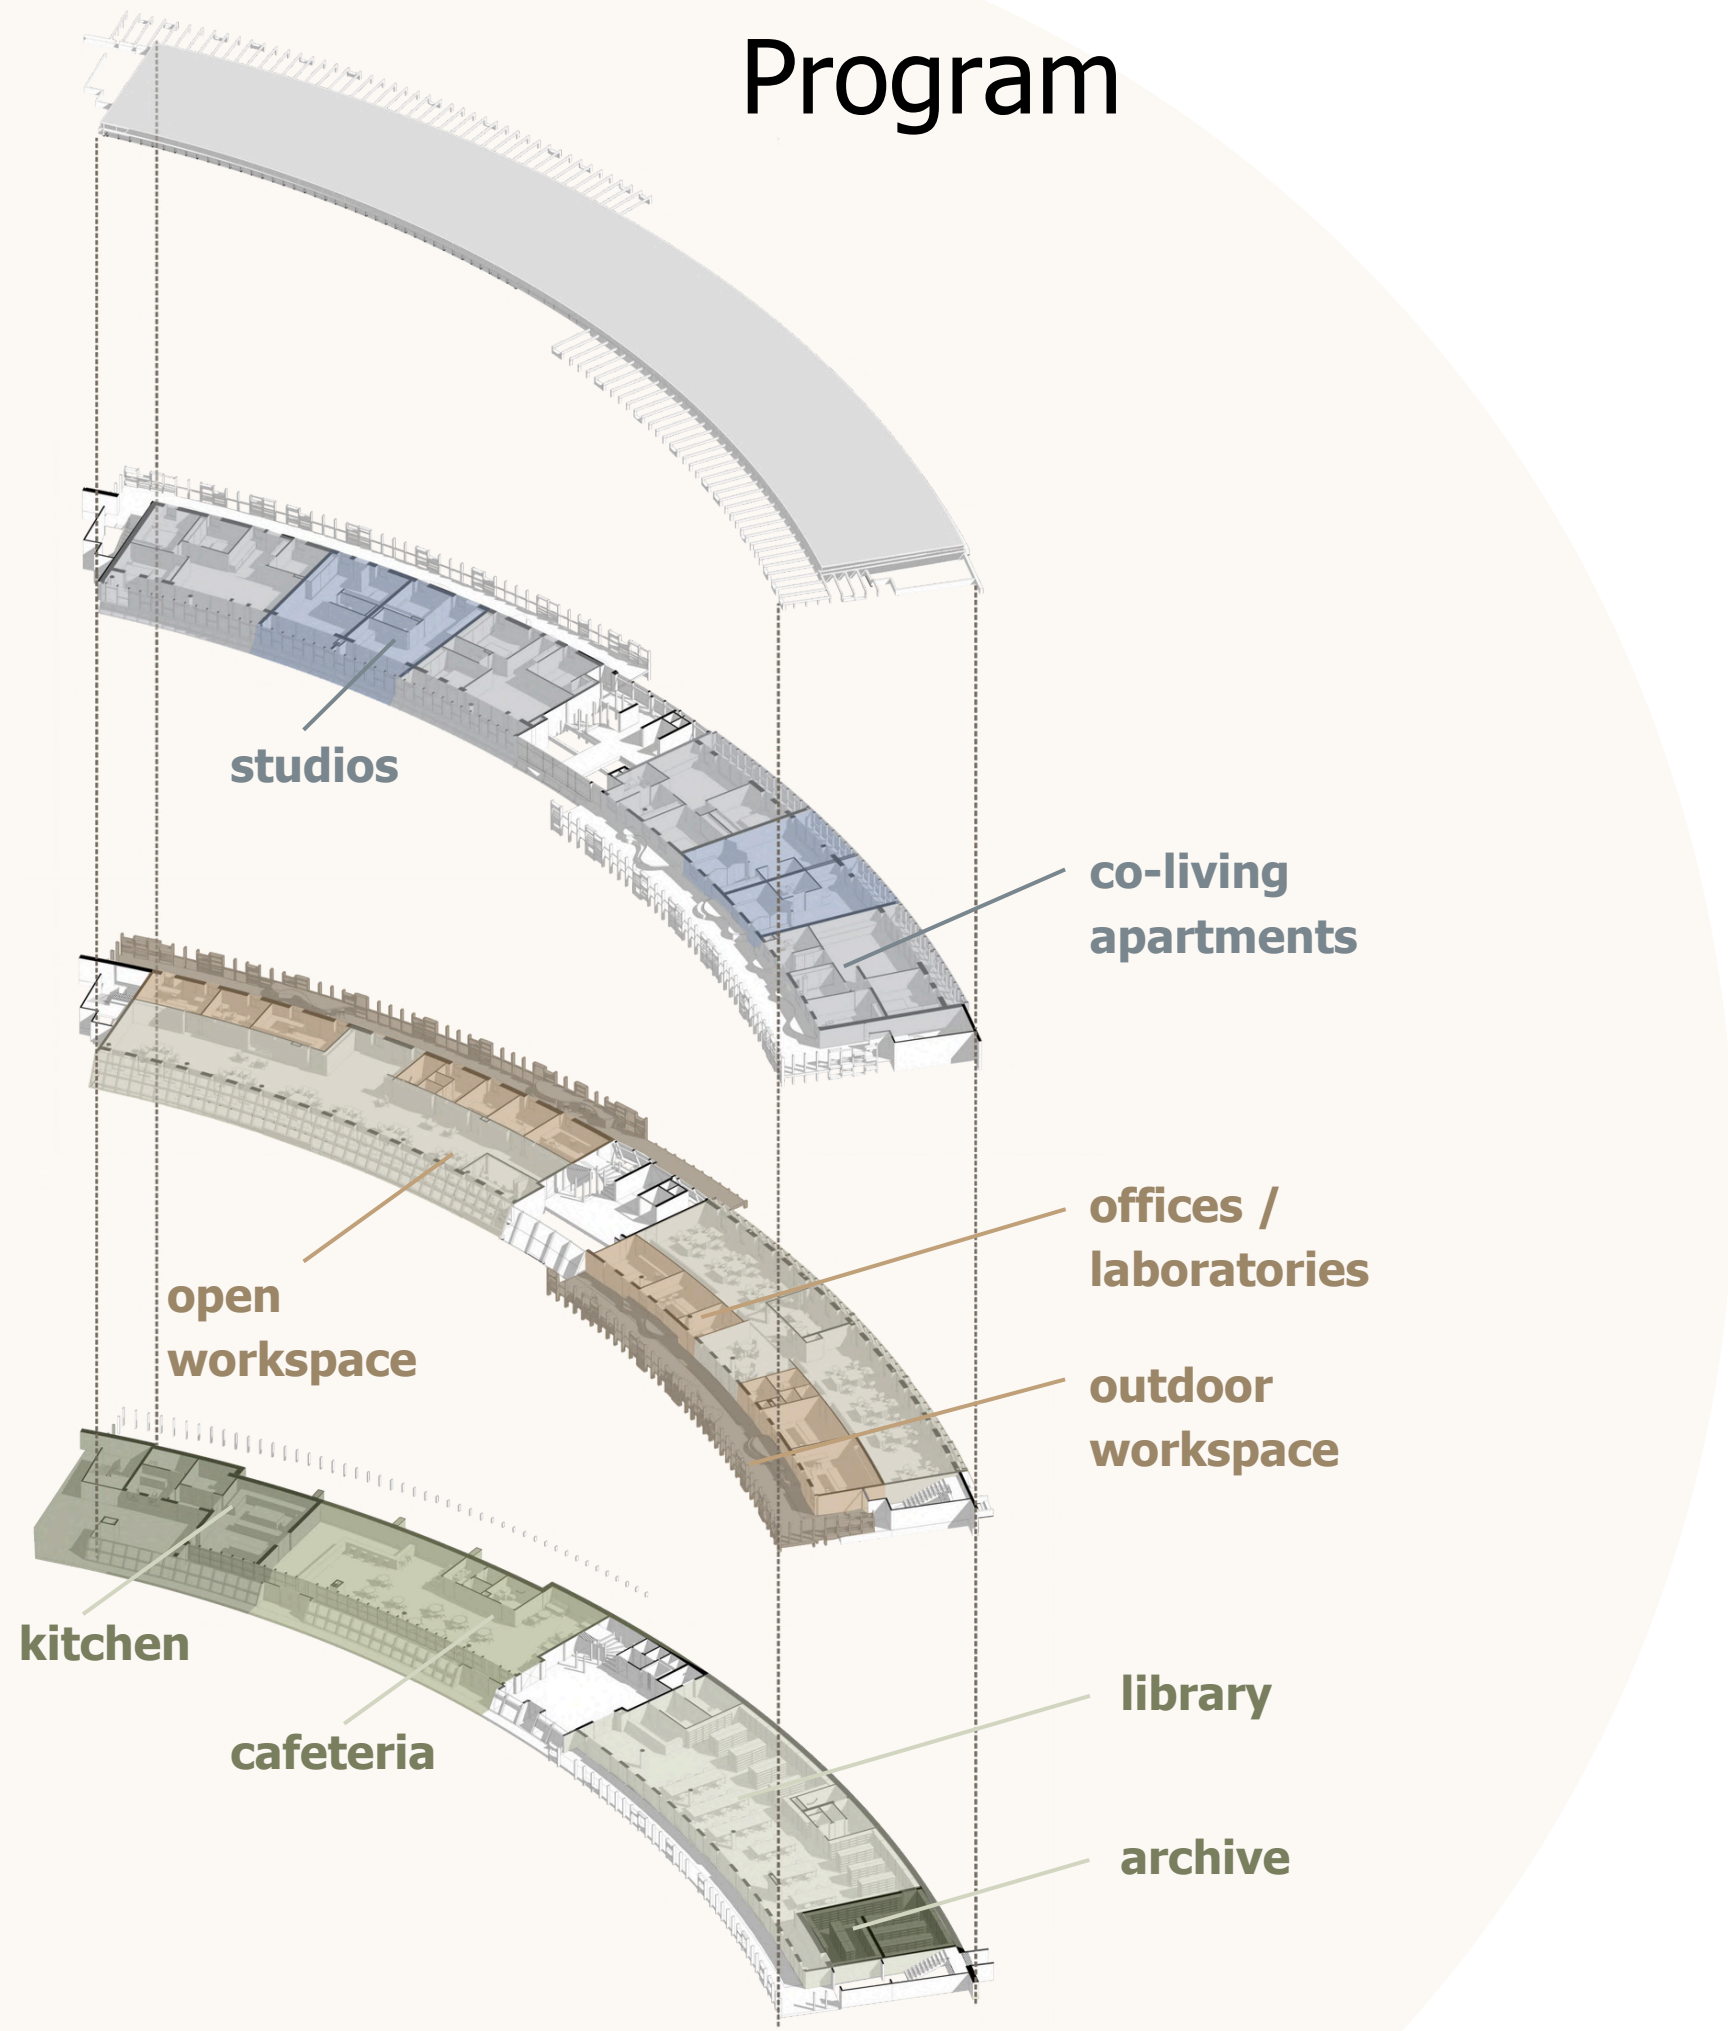 Program
studios
co-living
apartments
offices /
laboratories
open
workspace
outdoor
workspace
kitchen
cafeteria
library
archive